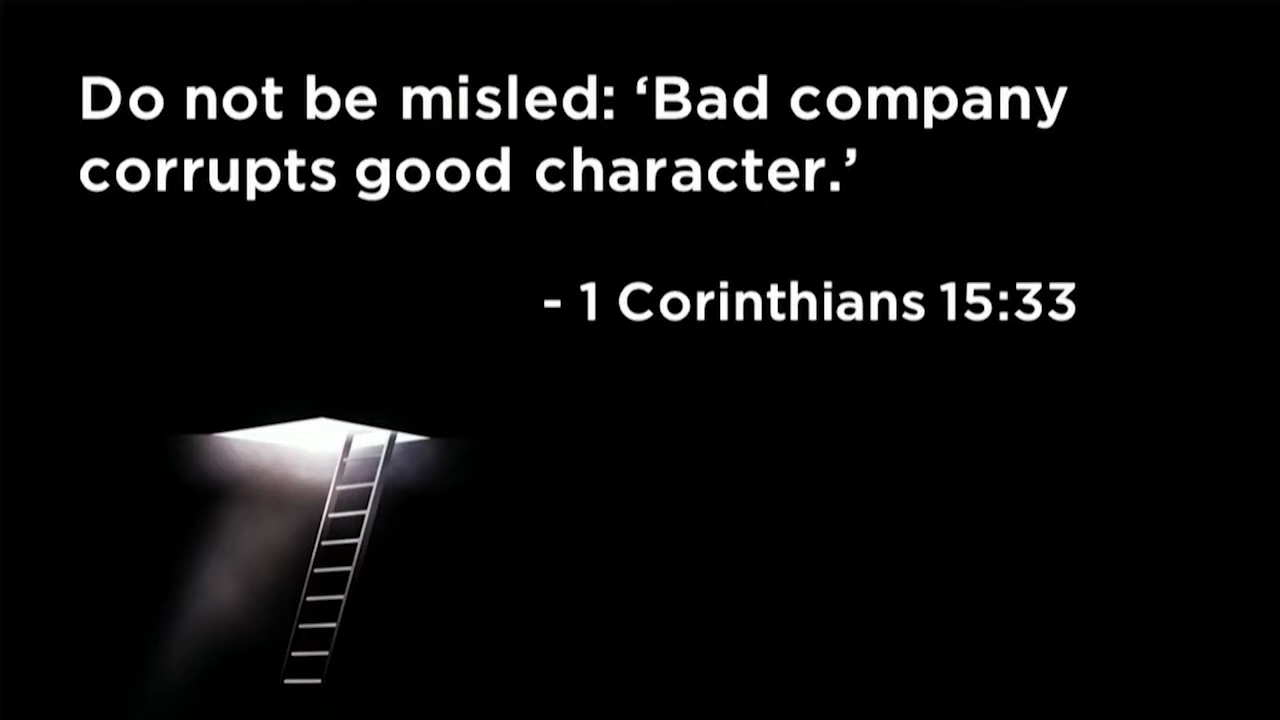 Do not be misled: ‘Bad company
corrupts good character.’
- 1 Corinthians 15:33